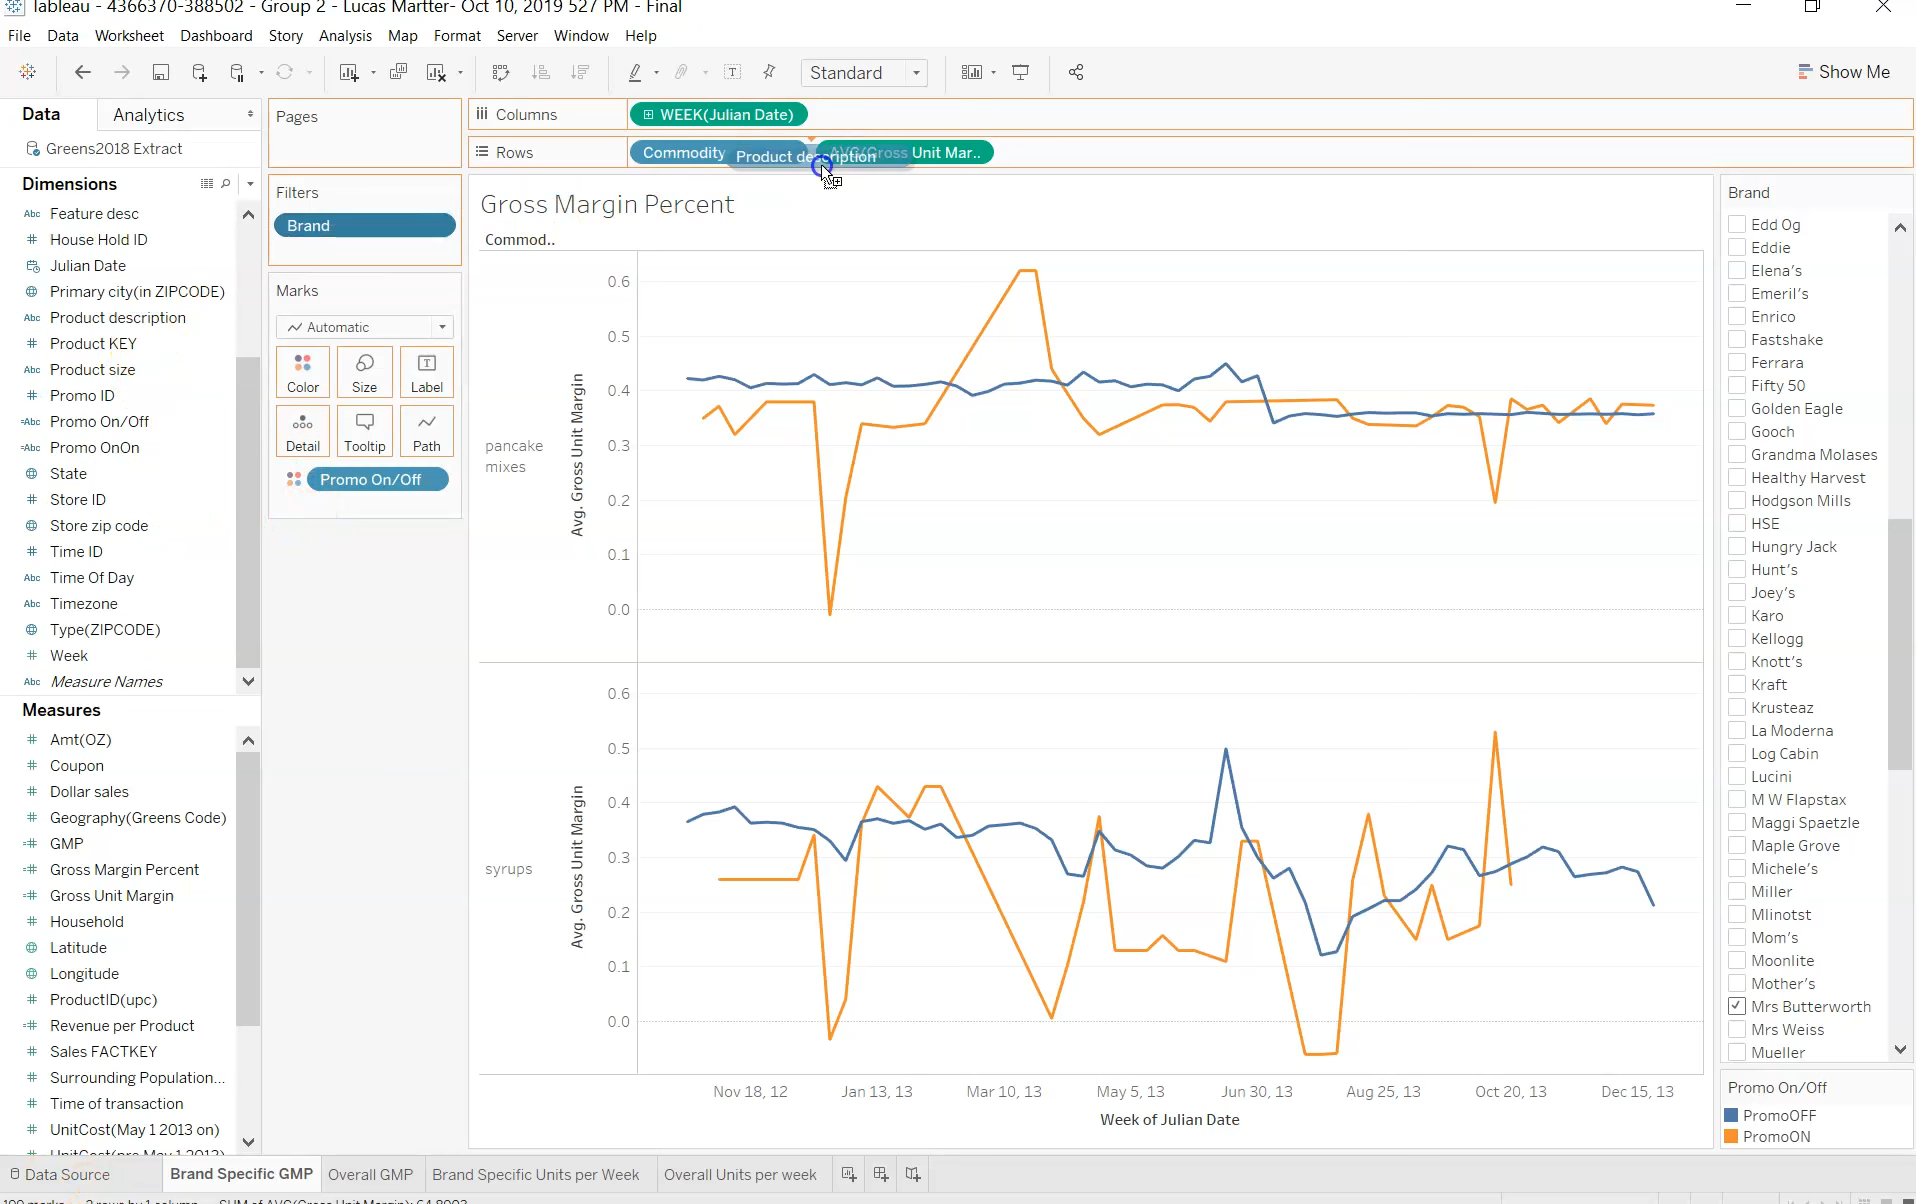 Tableau - 4366370-388502 - Group 2 - Lucas Martter- Oct 10, 2019 527 PM - Final
File Data Worksheet Dashboard Story Analysis Map Format Server Window Help
Standard
Show Me
Data
Analytics
Greens2018 Extract
Dimensions
Abc Feature desc
# House Hold ID
Julian Date
Primary city(in ZIPCODE)
Abc Product description
# Product KEY
Abc Product size
# Promo ID
=Abc Promo On/Off
=Abc Promo OnOn
State
# Store ID
Store zip code
# Time ID
Abc Time Of Day
Abc Timezone
Type(ZIPCODE)
# Week
Abc Measure Names
Measures
# Amt(OZ)
# Coupon
# Dollar sales
# Geography(Greens Code)
=# GMP
=# Gross Margin Percent
=# Gross Unit Margin
# Household
Latitude
Longitude
# ProductID(upc)
=# Revenue per Product
# Sales FACTKEY
# Surrounding Population...
# Time of transaction
# UnitCost(May 1 2013 on)
Pages
Filters
Brand
Marks
Automatic
Color
Size
Label
Detail
Tooltip
Path
Promo On/Off
Columns
WEEK(Julian Date)
Rows
Commodity
Product description
AVG(Gross Unit Mar..
Gross Margin Percent
Commod..
pancake
mixes
Avg. Gross Unit Margin
0.6
0.5
0.4
0.3
0.2
0.1
0.0
syrups
Avg. Gross Unit Margin
0.6
0.5
0.4
0.3
0.2
0.1
0.0
Nov 18, 12
Jan 13, 13
Mar 10, 13
May 5, 13
Jun 30, 13
Aug 25, 13
Oct 20, 13
Dec 15, 13
Week of Julian Date
Brand
Edd Og
Eddie
Elena's
Emeril's
Enrico
Fastshake
Ferrara
Fifty 50
Golden Eagle
Gooch
Grandma Molases
Healthy Harvest
Hodgson Mills
HSE
Hungry Jack
Hunt's
Joey's
Karo
Kellogg
Knott's
Kraft
Krusteaz
La Moderna
Log Cabin
Lucini
M W Flapstax
Maggi Spaetzle
Maple Grove
Michele's
Miller
Mlinotst
Mom's
Moonlite
Mother's
Mrs Butterworth
Mrs Weiss
Mueller
Promo On/Off
PromoOFF
PromoON
Data Source
Brand Specific GMP
Overall GMP
Brand Specific Units per Week
Overall Units per week